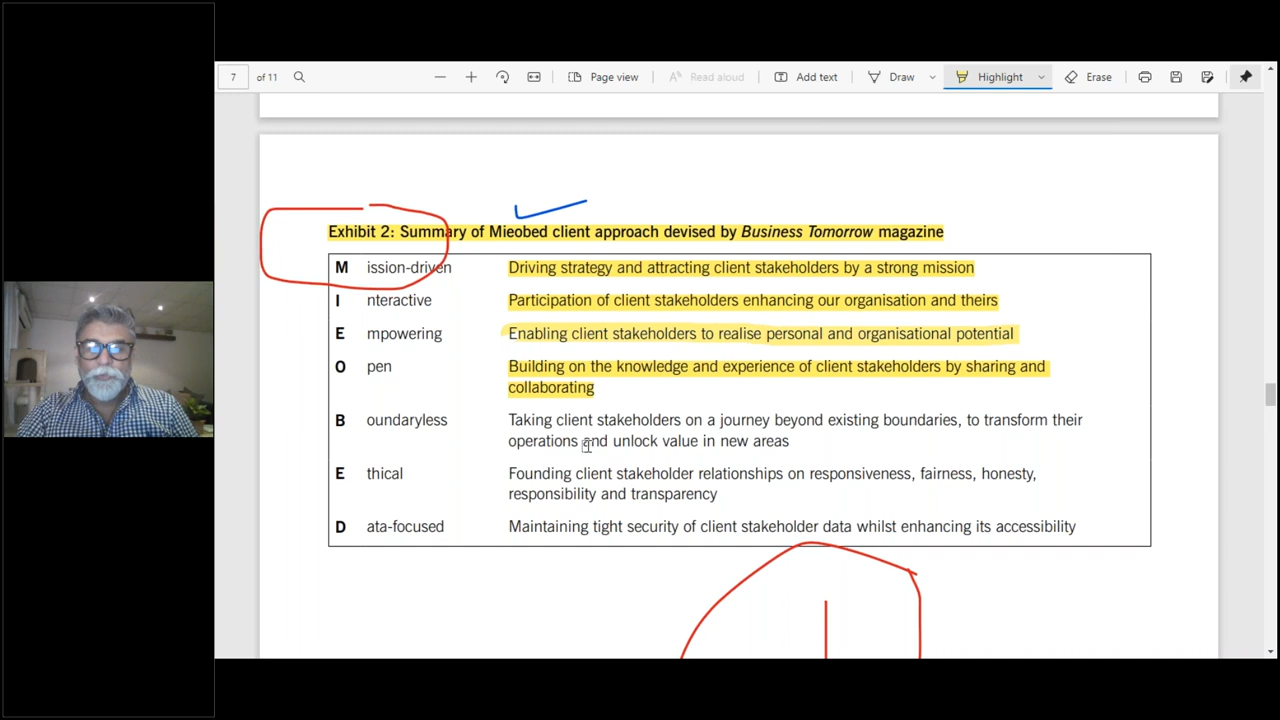 7 of 11 Page view Read aloud Add text Draw Highlight Erase
Exhibit 2: Summary of Mieobed client approach devised by Business Tomorrow magazine
M ission-driven Driving strategy and attracting client stakeholders by a strong mission
I nteractive Participation of client stakeholders enhancing our organisation and theirs
E mpowering Enabling client stakeholders to realise personal and organisational potential
O pen Building on the knowledge and experience of client stakeholders by sharing and
collaborating
B oundaryless Taking client stakeholders on a journey beyond existing boundaries, to transform their
operations and unlock value in new areas
E thical Founding client stakeholder relationships on responsiveness, fairness, honesty,
responsibility and transparency
D ata-focused Maintaining tight security of client stakeholder data whilst enhancing its accessibility